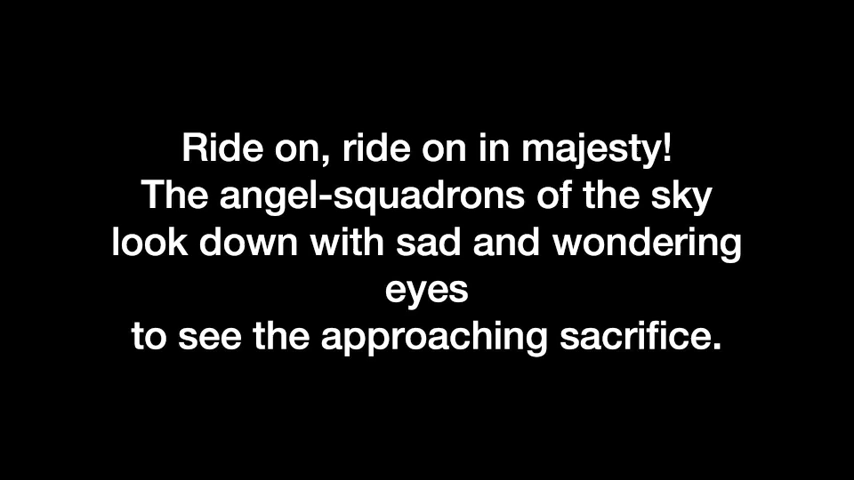 Ride on, ride on in majesty!
The angel-squadrons of the sky
look down with sad and wondering
eyes
to see the approaching sacrifice.